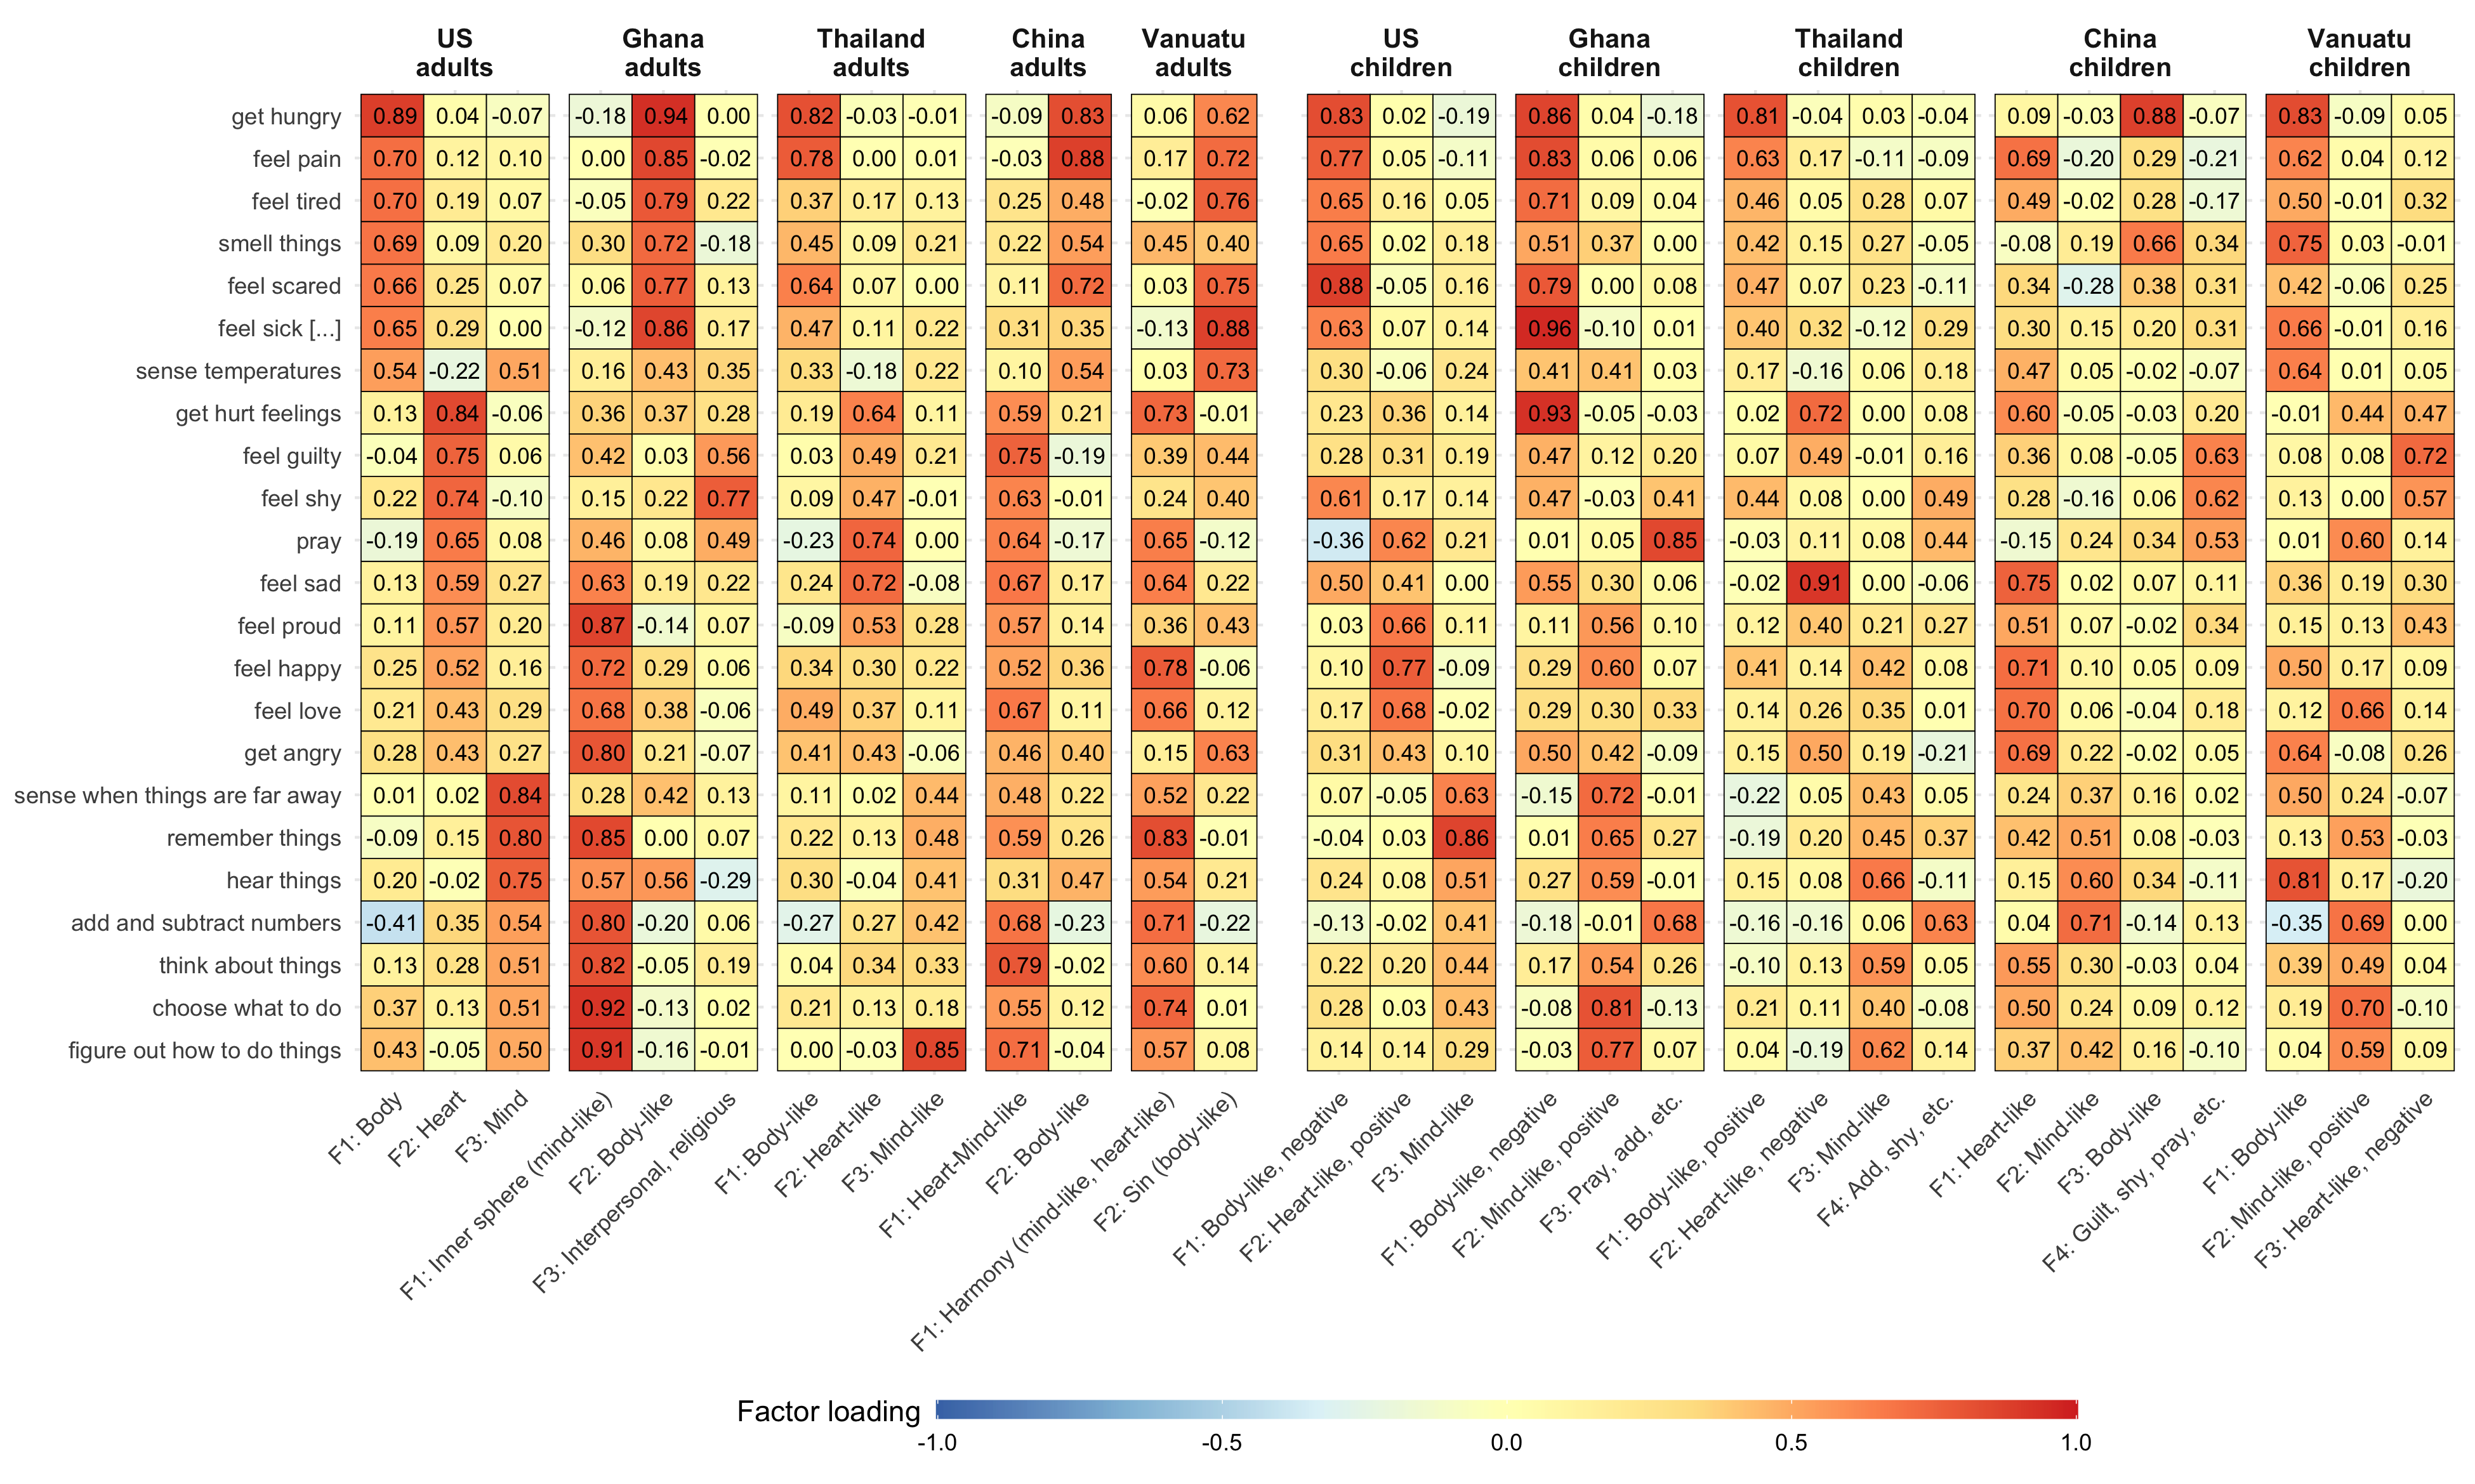 US adults Ghana adults Thailand adults China adults Vanuatu adults US children Ghana children Thailand children China children Vanuatu children
get hungry 0.89 0.04 -0.07 -0.18 0.94 0.00 0.82 -0.03 -0.01 -0.09 0.83 0.06 0.62 0.83 0.02 -0.19 0.86 0.04 -0.18 0.81 -0.04 0.03 -0.04 0.09 -0.03 0.88 -0.07 0.83 -0.09 0.05
feel pain 0.70 0.12 0.10 0.00 0.85 -0.02 0.78 0.00 0.01 -0.03 0.88 0.17 0.72 0.77 0.05 -0.11 0.83 0.06 0.06 0.63 0.17 -0.11 -0.09 0.69 -0.20 0.29 -0.21 0.62 0.04 0.12
feel tired 0.70 0.19 0.07 -0.05 0.79 0.22 0.37 0.17 0.13 0.25 0.48 -0.02 0.76 0.65 0.16 0.05 0.71 0.09 0.04 0.46 0.05 0.28 0.07 0.49 -0.02 0.28 -0.17 0.50 -0.01 0.32
smell things 0.69 0.09 0.20 0.30 0.72 -0.18 0.45 0.09 0.21 0.22 0.54 0.45 0.40 0.65 0.02 0.18 0.51 0.37 0.00 0.42 0.15 0.27 -0.05 -0.08 0.19 0.66 0.34 0.75 0.03 -0.01
feel scared 0.66 0.25 0.07 0.06 0.77 0.13 0.64 0.07 0.00 0.11 0.72 0.03 0.75 0.88 -0.05 0.16 0.79 0.00 0.08 0.47 0.07 0.23 -0.11 0.34 -0.28 0.38 0.31 0.42 -0.06 0.25
feel sick [...] 0.65 0.29 0.00 -0.12 0.86 0.17 0.47 0.11 0.22 0.31 0.35 -0.13 0.88 0.63 0.07 0.14 0.96 -0.10 0.01 0.40 0.32 -0.12 0.29 0.30 0.15 0.20 0.31 0.66 -0.01 0.16
sense temperatures 0.54 -0.22 0.51 0.16 0.43 0.35 0.33 -0.18 0.22 0.10 0.54 0.03 0.73 0.30 -0.06 0.24 0.41 0.41 0.03 0.17 -0.16 0.06 0.18 0.47 0.05 -0.02 -0.07 0.64 0.01 0.05
get hurt feelings 0.13 0.84 -0.06 0.36 0.37 0.28 0.19 0.64 0.11 0.59 0.21 0.73 -0.01 0.23 0.36 0.14 0.93 -0.05 -0.03 0.02 0.72 0.00 0.08 0.60 -0.05 -0.03 0.20 -0.01 0.44 0.47
feel guilty -0.04 0.75 0.06 0.42 0.03 0.56 0.03 0.49 0.21 0.75 -0.19 0.39 0.44 0.28 0.31 0.19 0.47 0.12 0.20 0.07 0.49 -0.01 0.16 0.36 0.08 -0.05 0.63 0.08 0.08 0.72
feel shy 0.22 0.74 -0.10 0.15 0.22 0.77 0.09 0.47 -0.01 0.63 -0.01 0.24 0.40 0.61 0.17 0.14 0.47 -0.03 0.41 0.44 0.08 0.00 0.49 0.28 -0.16 0.06 0.62 0.13 0.00 0.57
pray -0.19 0.65 0.08 0.46 0.08 0.49 -0.23 0.74 0.00 0.64 -0.17 0.65 -0.12 -0.36 0.62 0.21 0.01 0.05 0.85 -0.03 0.11 0.08 0.44 -0.15 0.24 0.34 0.53 0.01 0.60 0.14
feel sad 0.13 0.59 0.27 0.63 0.19 0.22 0.24 0.72 -0.08 0.67 0.17 0.64 0.22 0.50 0.41 0.00 0.55 0.30 0.06 -0.02 0.91 0.00 -0.06 0.75 0.02 0.07 0.11 0.36 0.19 0.30
feel proud 0.11 0.57 0.20 0.87 -0.14 0.07 -0.09 0.53 0.28 0.57 0.14 0.36 0.43 0.03 0.66 0.11 0.11 0.56 0.10 0.12 0.40 0.21 0.27 0.51 0.07 -0.02 0.34 0.15 0.13 0.43
feel happy 0.25 0.52 0.16 0.72 0.29 0.06 0.34 0.30 0.22 0.52 0.36 0.78 -0.06 0.10 0.77 -0.09 0.29 0.60 0.07 0.41 0.14 0.42 0.08 0.71 0.10 0.05 0.09 0.50 0.17 0.09
feel love 0.21 0.43 0.29 0.68 0.38 -0.06 0.49 0.37 0.11 0.67 0.11 0.66 0.12 0.17 0.68 -0.02 0.29 0.30 0.33 0.14 0.26 0.35 0.01 0.70 0.06 -0.04 0.18 0.12 0.66 0.14
get angry 0.28 0.43 0.27 0.80 0.21 -0.07 0.41 0.43 -0.06 0.46 0.40 0.15 0.63 0.31 0.43 0.10 0.50 0.42 -0.09 0.15 0.50 0.19 -0.21 0.69 0.22 -0.02 0.05 0.64 -0.08 0.26
sense when things are far away 0.01 0.02 0.84 0.28 0.42 0.13 0.11 0.02 0.44 0.48 0.22 0.52 0.22 0.07 -0.05 0.63 -0.15 0.72 -0.01 -0.22 0.05 0.43 0.05 0.24 0.37 0.16 0.02 0.50 0.24 -0.07
remember things -0.09 0.15 0.80 0.85 0.00 0.07 0.22 0.13 0.48 0.59 0.26 0.83 -0.01 -0.04 0.03 0.86 0.01 0.65 0.27 -0.19 0.20 0.45 0.37 0.42 0.51 0.08 -0.03 0.13 0.53 -0.03
hear things 0.20 -0.02 0.75 0.57 0.56 -0.29 0.30 -0.04 0.41 0.31 0.47 0.54 0.21 0.24 0.08 0.51 0.27 0.59 -0.01 0.15 0.08 0.66 -0.11 0.15 0.60 0.34 -0.11 0.81 0.17 -0.20
add and subtract numbers -0.41 0.35 0.54 0.80 -0.20 0.06 -0.27 0.27 0.42 0.68 -0.23 0.71 -0.22 -0.13 -0.02 0.41 -0.18 -0.01 0.68 -0.16 -0.16 0.06 0.63 0.04 0.71 -0.14 0.13 -0.35 0.69 0.00
think about things 0.13 0.28 0.51 0.82 -0.05 0.19 0.04 0.34 0.33 0.79 -0.02 0.60 0.14 0.22 0.20 0.44 0.17 0.54 0.26 -0.10 0.13 0.59 0.05 0.55 0.30 -0.03 0.04 0.39 0.49 0.04
choose what to do 0.37 0.13 0.51 0.92 -0.13 0.02 0.21 0.13 0.18 0.55 0.12 0.74 0.01 0.28 0.03 0.43 -0.08 0.81 -0.13 0.21 0.11 0.40 -0.08 0.50 0.24 0.09 0.12 0.19 0.70 -0.10
figure out how to do things 0.43 -0.05 0.50 0.91 -0.16 -0.01 0.00 -0.03 0.85 0.71 -0.04 0.57 0.08 0.14 0.14 0.29 -0.03 0.77 0.07 0.04 -0.19 0.62 0.14 0.37 0.42 0.16 -0.10 0.04 0.59 0.09
F1: Body
F2: Heart
F3: Mind
F1: Inner sphere (mind-like)
F2: Body-like
F3: Interpersonal, religious
F1: Body-like
F2: Heart-like
F3: Mind-like
F1: Heart-Mind-like
F2: Body-like
F1: Harmony (mind-like, heart-like)
F2: Sin (body-like)
F1: Body-like, negative
F2: Heart-like, positive
F3: Mind-like
F1: Body-like, negative
F2: Mind-like, positive
F3: Pray, add, etc.
F1: Body-like, positive
F2: Heart-like, negative
F3: Mind-like
F4: Add, shy, etc.
F1: Heart-like
F2: Mind-like
F3: Body-like
F4: Guilt, shy, pray, etc.
F1: Body-like
F2: Mind-like, positive
F3: Heart-like, negative
Factor loading
-1.0 -0.5 0.0 0.5 1.0